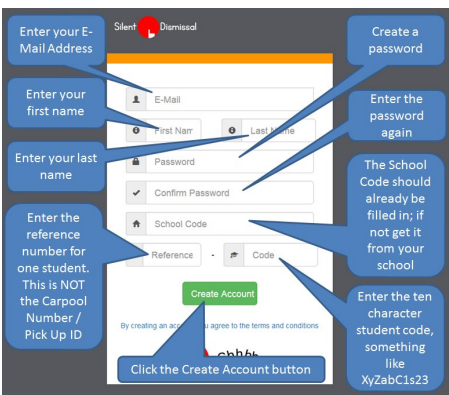 Silent Dismissal
Enter your E-
Mail Address
Create a
password
E-Mail
Enter your
first name
First Nam
Last Name
Enter the
password
again
Enter your last
name
Password
Confirm Password
The School
Code should
already be
filled in; if
not get it
from your
school
School Code
Enter the
reference
number for
one student.
This is NOT
the Carpool
Number /
Pick Up ID
Reference
-
Code
Create Account
Enter the ten
character
student code,
something
like
XyZabC1s23
By creating an account you agree to the terms and conditions
Click the Create Account button